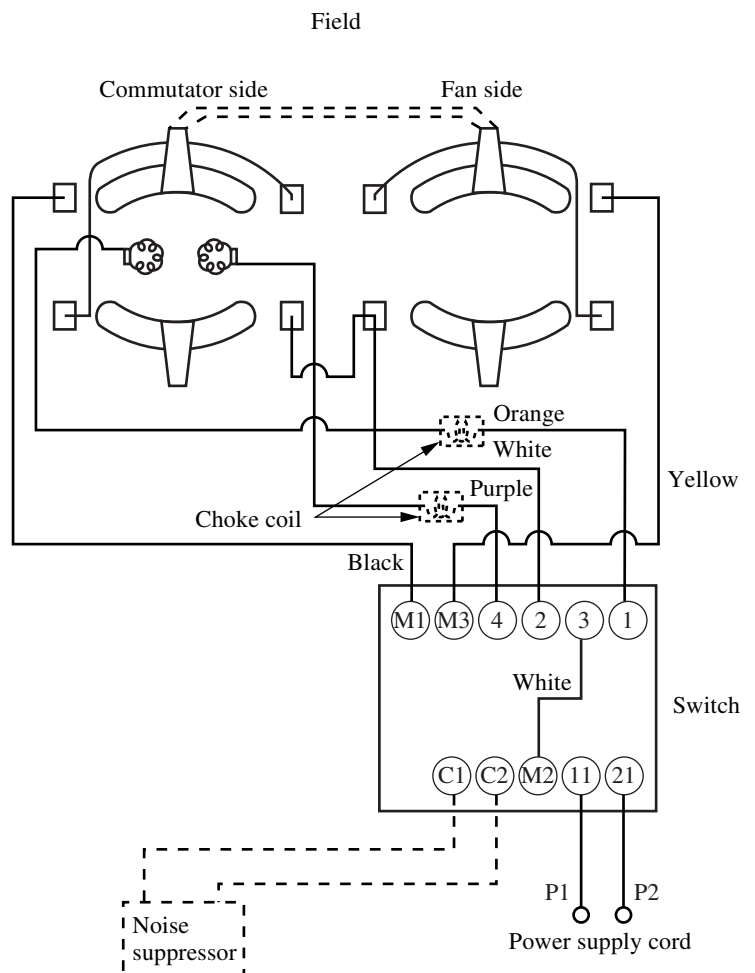 Field
Commutator side
Fan side
Orange
White
Purple
Yellow
Choke coil
Black
M1
M3
4
2
3
1
White
Switch
C1
C2
M2
11
21
P1
P2
Noise
suppressor
Power supply cord